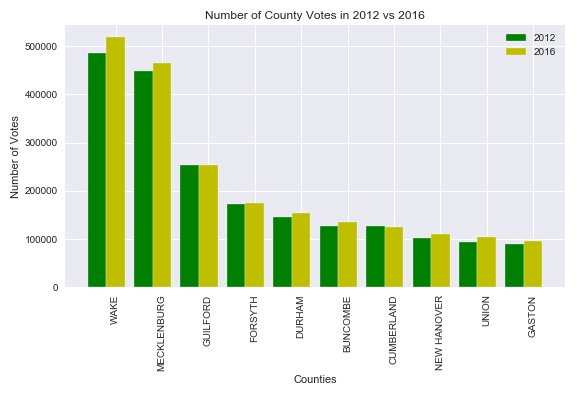 Number of County Votes in 2012 vs 2016
2012
2016
500000
400000
300000
200000
100000
0
Number of Votes
WAKE
MECKLENBURG
GUILFORD
FORSYTH
DURHAM
BUNCOMBE
CUMBERLAND
NEW HANOVER
UNION
GASTON
Counties